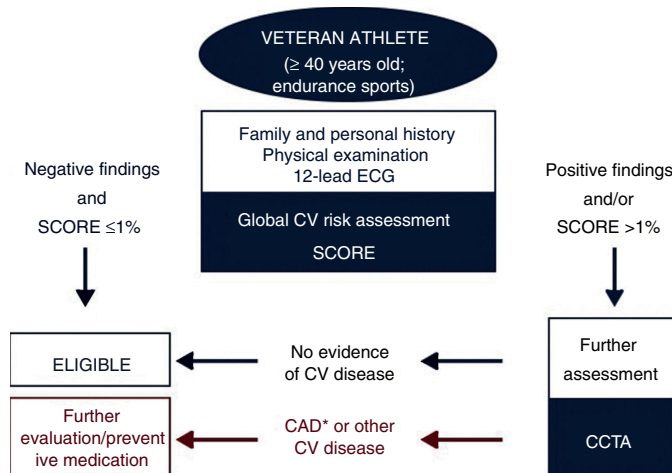 VETERAN ATHLETE
(≥ 40 years old;
endurance sports)
Family and personal history
Physical examination
12-lead ECG
Global CV risk assessment
SCORE
Negative findings
and
SCORE ≤1%
Positive findings
and/or
SCORE >1%
ELIGIBLE
No evidence
of CV disease
Further
assessment
Further
evaluation/prevent
ive medication
CAD* or other
CV disease
CCTA